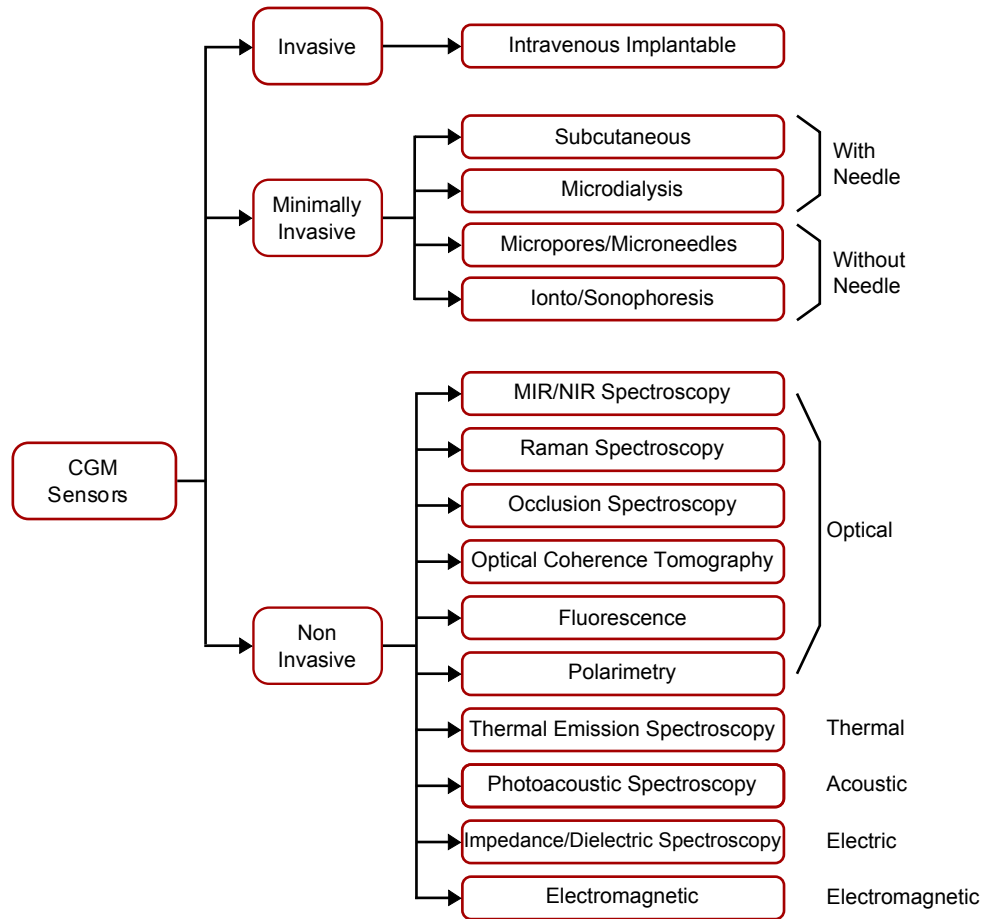 Invasive
Intravenous Implantable
Subcutaneous
With
Needle
Microdialysis
Minimally
Invasive
Micropores/Microneedles
Without
Needle
Ionto/Sonophoresis
MIR/NIR Spectroscopy
Raman Spectroscopy
CGM
Sensors
Occlusion Spectroscopy
Optical
Optical Coherence Tomography
Fluorescence
Non
Invasive
Polarimetry
Thermal Emission Spectroscopy
Thermal
Photoacoustic Spectroscopy
Acoustic
Impedance/Dielectric Spectroscopy
Electric
Electromagnetic
Electromagnetic